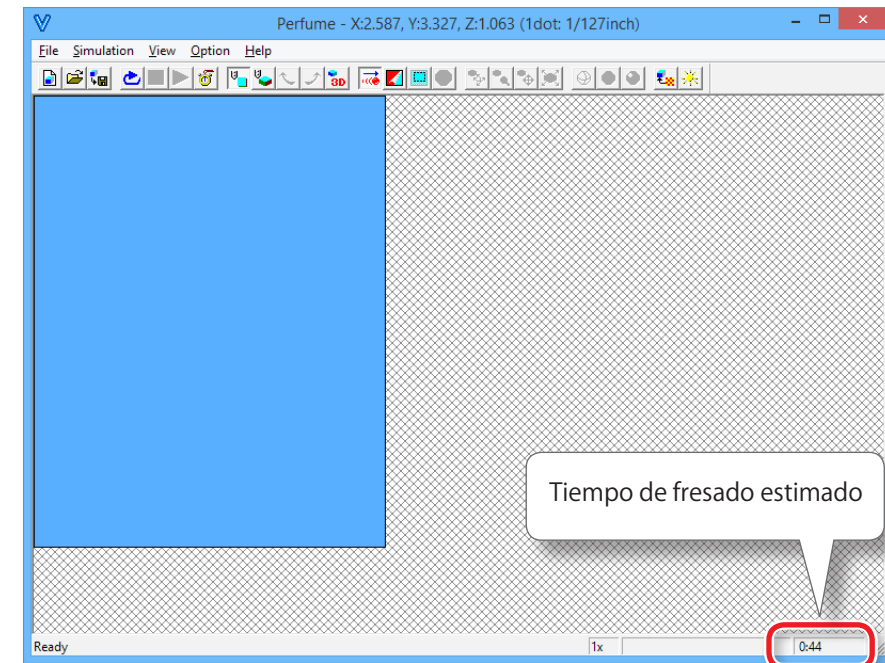 Perfume - X:2.587, Y:3.327, Z:1.063 (1dot: 1/127inch)
File Simulation View Option Help
3D
Tiempo de fresado estimado
Ready 1x 0:44